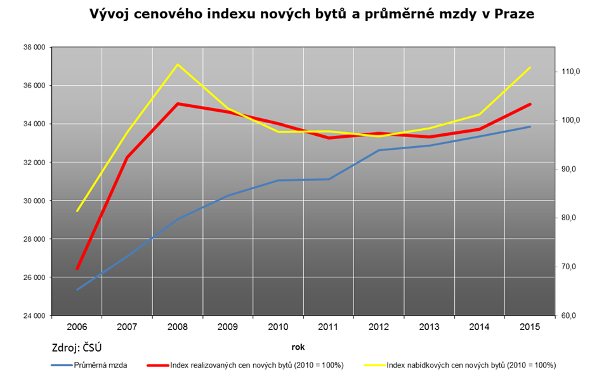 Vývoj cenového indexu nových bytů a průměrné mzdy v Praze
38 000
36 000
34 000
32 000
30 000
28 000
26 000
24 000
110,0
100,0
90,0
80,0
70,0
60,0
2006 2007 2008 2009 2010 2011 2012 2013 2014 2015
Zdroj: ČSÚ
rok
Průměrná mzda
Index realizovaných cen nových bytů (2010 = 100%)
Index nabídkových cen nových bytů (2010 = 100%)